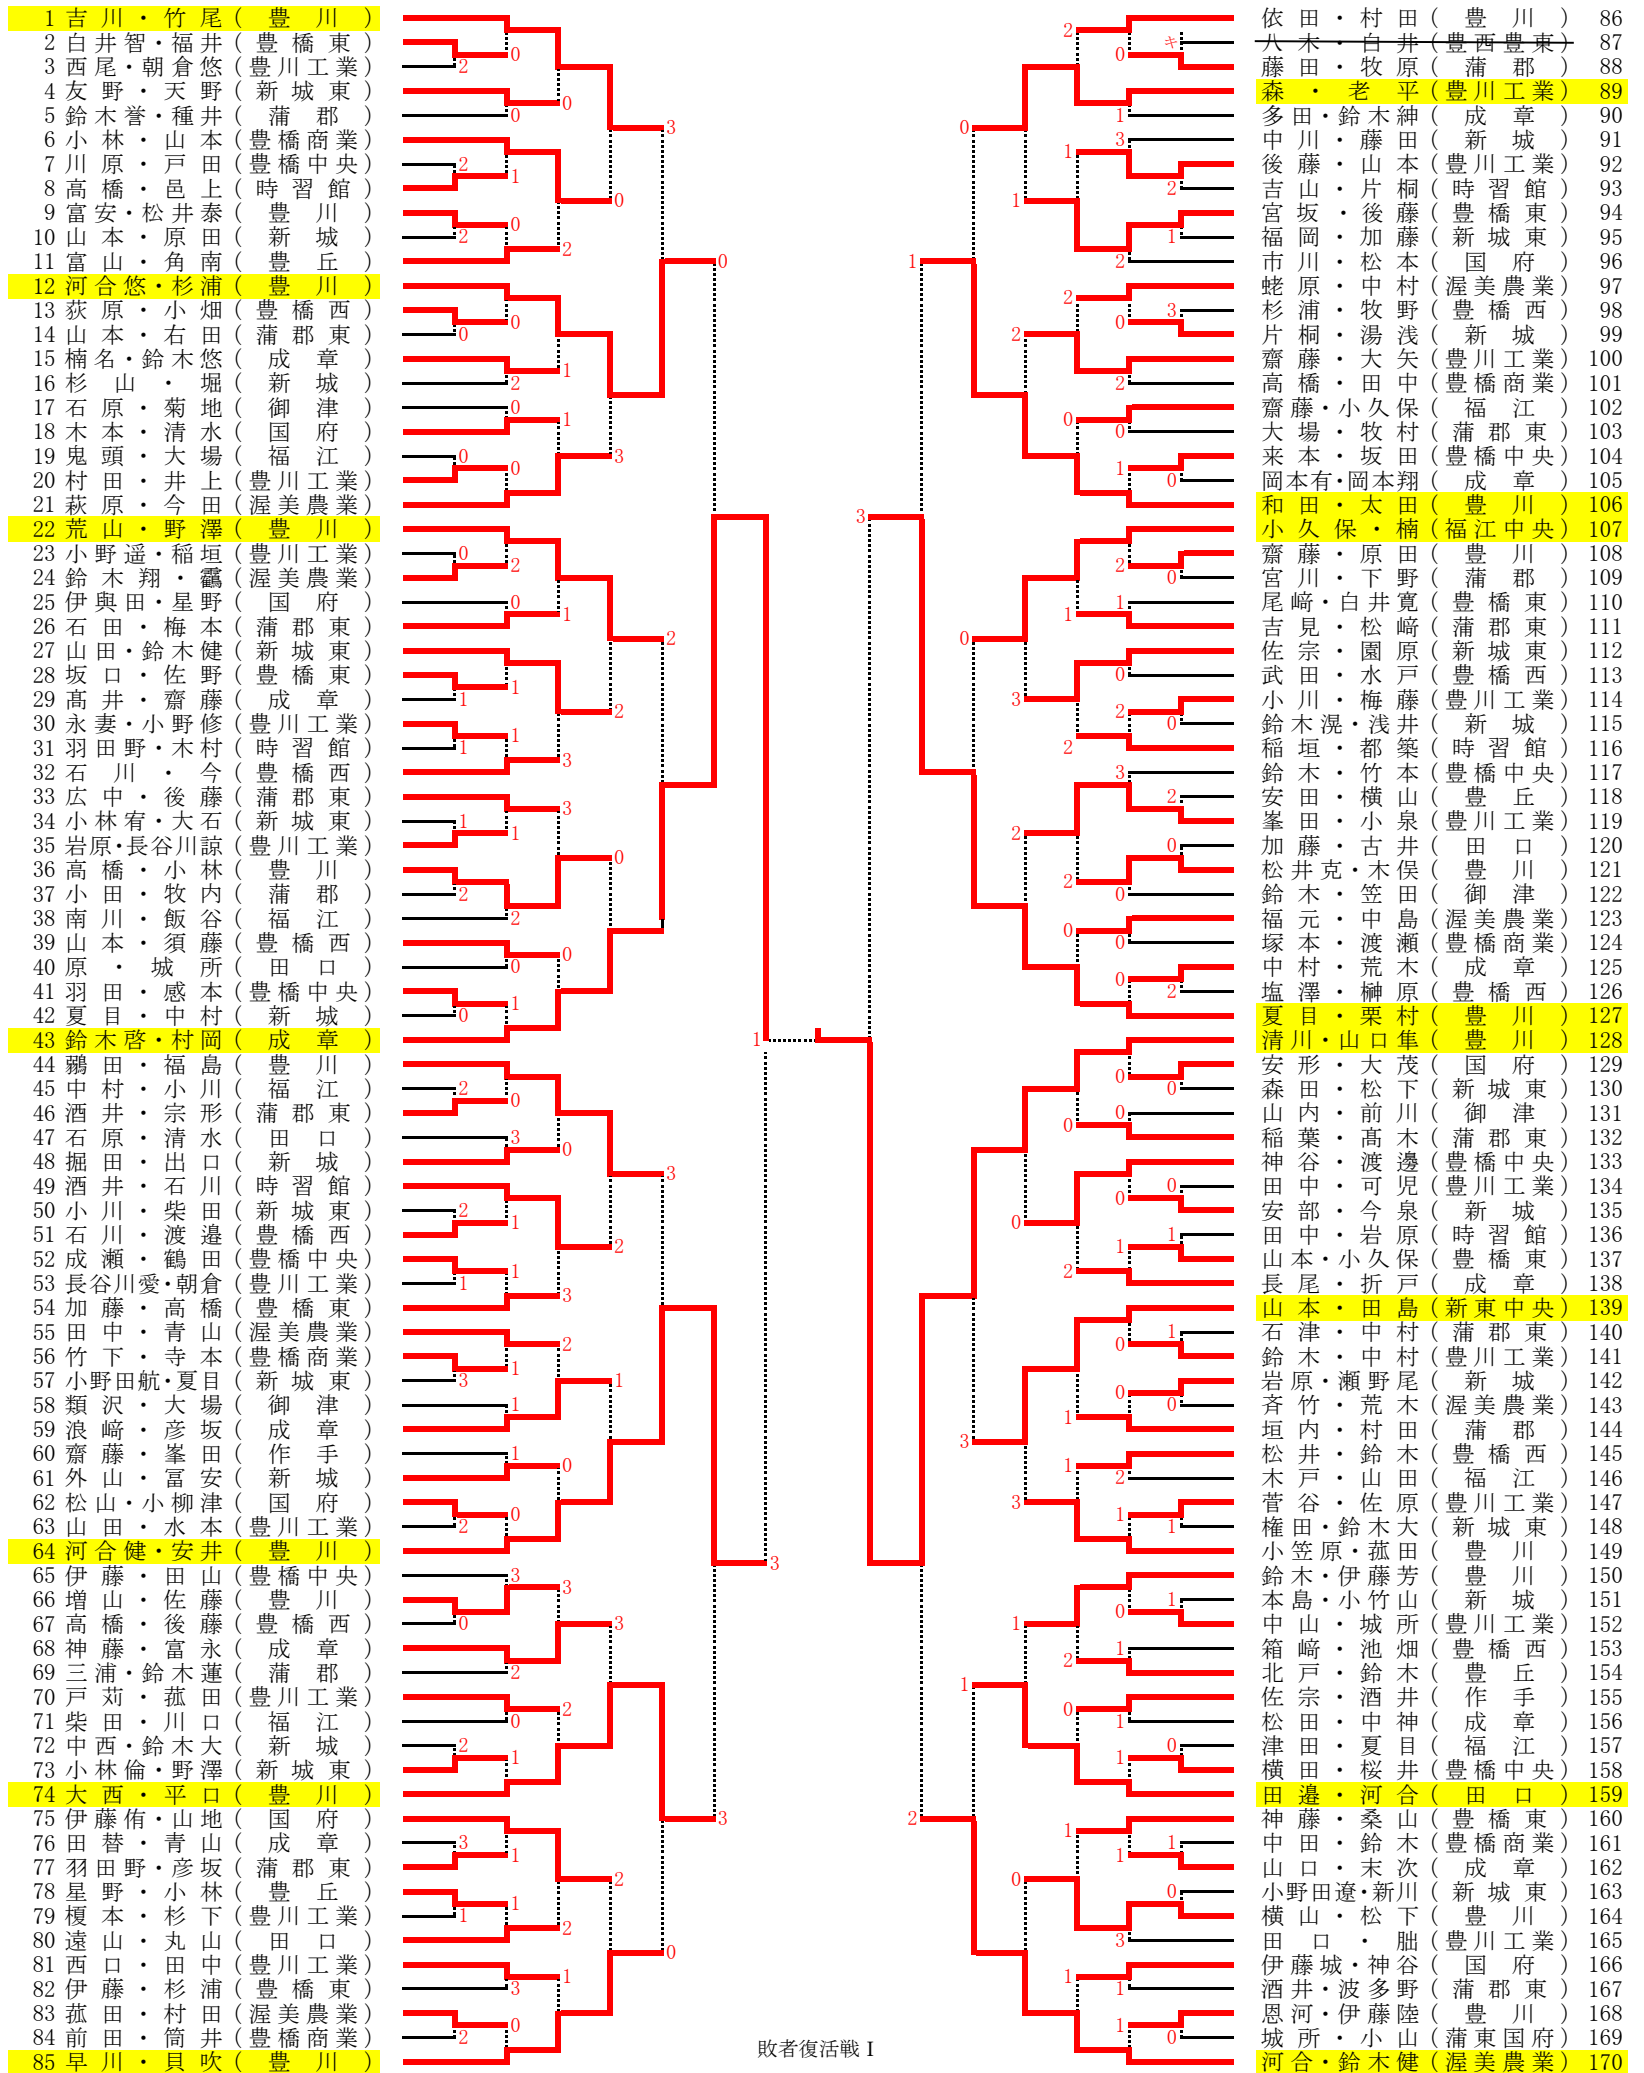 1 吉川・竹尾(豊川)
2 白井智・福井(豊橋東)
3 西尾・朝倉悠(豊川工業)
4 友野・天野(新城東)
5 鈴木誉・種井(蒲郡)
6 小林・山本(豊橋商業)
7 川原・戸田(豊橋中央)
8 高橋・邑上(時習館)
9 富安・松井泰(豊川)
10 山本・原田(新城)
11 富山・角南(豊丘)
12 河合悠・杉浦(豊川)
13 荻原・小畑(豊橋西)
14 山本・右田(蒲郡東)
15 楠名・鈴木悠(成章)
16 杉山・堀(新城)
17 石原・菊地(御津)
18 木本・清水(国府)
19 鬼頭・大場(福江)
20 村田・井上(豊川工業)
21 萩原・今田(渥美農業)
22 荒山・野澤(豊川)
23 小野遥・稲垣(豊川工業)
24 鈴木翔・靏(渥美農業)
25 伊與田・星野(国府)
26 石田・梅本(蒲郡東)
27 山田・鈴木健(新城東)
28 坂口・佐野(豊橋東)
29 髙井・齋藤(成章)
30 永妻・小野修(豊川工業)
31 羽田野・木村(時習館)
32 石川・今(豊橋西)
33 広中・後藤(蒲郡東)
34 小林宥・大石(新城東)
35 岩原・長谷川諒(豊川工業)
36 高橋・小林(豊川)
37 小田・牧内(蒲郡)
38 南川・飯谷(福江)
39 山本・須藤(豊橋西)
40 原・城所(田口)
41 羽田・感本(豊橋中央)
42 夏目・中村(新城)
43 鈴木啓・村岡(成章)
44 鵜田・福島(豊川)
45 中村・小川(福江)
46 酒井・宗形(蒲郡東)
47 石原・清水(田口)
48 掘田・出口(新城)
49 酒井・石川(時習館)
50 小川・柴田(新城東)
51 石川・渡邉(豊橋西)
52 成瀬・鶴田(豊橋中央)
53 長谷川愛・朝倉(豊川工業)
54 加藤・高橋(豊橋東)
55 田中・青山(渥美農業)
56 竹下・寺本(豊橋商業)
57 小野田航・夏目(新城東)
58 類沢・大場(御津)
59 浪﨑・彦坂(成章)
60 齋藤・峯田(作手)
61 外山・冨安(新城)
62 松山・小柳津(国府)
63 山田・水本(豊川工業)
64 河合健・安井(豊川)
65 伊藤・田山(豊橋中央)
66 増山・佐藤(豊川)
67 高橋・後藤(豊橋西)
68 神藤・富永(成章)
69 三浦・鈴木蓮(蒲郡)
70 戸苅・菰田(豊川工業)
71 柴田・川口(福江)
72 中西・鈴木大(新城)
73 小林倫・野澤(新城東)
74 大西・平口(豊川)
75 伊藤侑・山地(国府)
76 田替・青山(成章)
77 羽田野・彦坂(蒲郡東)
78 星野・小林(豊丘)
79 榎本・杉下(豊川工業)
80 遠山・丸山(田口)
81 西口・田中(豊川工業)
82 伊藤・杉浦(豊橋東)
83 菰田・村田(渥美農業)
84 前田・筒井(豊橋商業)
85 早川・貝吹(豊川)
依田・村田(豊川) 86
八木・白井(豊西豊東) 87
藤田・牧原(蒲郡) 88
森・老平(豊川工業) 89
多田・鈴木紳(成章) 90
中川・藤田(新城) 91
後藤・山本(豊川工業) 92
吉山・片桐(時習館) 93
宮坂・後藤(豊橋東) 94
福岡・加藤(新城東) 95
市川・松本(国府) 96
蛯原・中村(渥美農業) 97
杉浦・牧野(豊橋西) 98
片桐・湯浅(新城) 99
齋藤・大矢(豊川工業) 100
高橋・田中(豊橋商業) 101
齋藤・小久保(福江) 102
大場・牧村(蒲郡東) 103
来本・坂田(豊橋中央) 104
岡本有・岡本翔(成章) 105
和田・太田(豊川) 106
小久保・楠(福江中央) 107
齋藤・原田(豊川) 108
宮川・下野(蒲郡) 109
尾﨑・白井寛(豊橋東) 110
吉見・松﨑(蒲郡東) 111
佐宗・園原(新城東) 112
武田・水戸(豊橋西) 113
小川・梅藤(豊川工業) 114
鈴木滉・浅井(新城) 115
稲垣・都築(時習館) 116
鈴木・竹本(豊橋中央) 117
安田・横山(豊丘) 118
峯田・小泉(豊川工業) 119
加藤・古井(田口) 120
松井克・木俣(豊川) 121
鈴木・笠田(御津) 122
福元・中島(渥美農業) 123
塚本・渡瀬(豊橋商業) 124
中村・荒木(成章) 125
塩澤・榊原(豊橋西) 126
夏目・栗村(豊川) 127
清川・山口隼(豊川) 128
安形・大茂(国府) 129
森田・松下(新城東) 130
山内・前川(御津) 131
稲葉・髙木(蒲郡東) 132
神谷・渡邊(豊橋中央) 133
田中・可児(豊川工業) 134
安部・今泉(新城) 135
田中・岩原(時習館) 136
山本・小久保(豊橋東) 137
長尾・折戸(成章) 138
山本・田島(新東中央) 139
石津・中村(蒲郡東) 140
鈴木・中村(豊川工業) 141
岩原・瀬野尾(新城) 142
斉竹・荒木(渥美農業) 143
垣内・村田(蒲郡) 144
松井・鈴木(豊橋西) 145
木戸・山田(福江) 146
菅谷・佐原(豊川工業) 147
権田・鈴木大(新城東) 148
小笠原・菰田(豊川) 149
鈴木・伊藤芳(豊川) 150
本島・小竹山(新城) 151
中山・城所(豊川工業) 152
箱﨑・池畑(豊橋西) 153
北戸・鈴木(豊丘) 154
佐宗・酒井(作手) 155
松田・中神(成章) 156
津田・夏目(福江) 157
横田・桜井(豊橋中央) 158
田邉・河合(田口) 159
神藤・桑山(豊橋東) 160
中田・鈴木(豊橋商業) 161
山口・末次(成章) 162
小野田遼・新川(新城東) 163
横山・松下(豊川) 164
田口・朏(豊川工業) 165
伊藤城・神谷(国府) 166
酒井・波多野(蒲郡東) 167
恩河・伊藤陸(豊川) 168
城所・小山(蒲東国府) 169
河合・鈴木健(渥美農業) 170
敗者復活戦 I